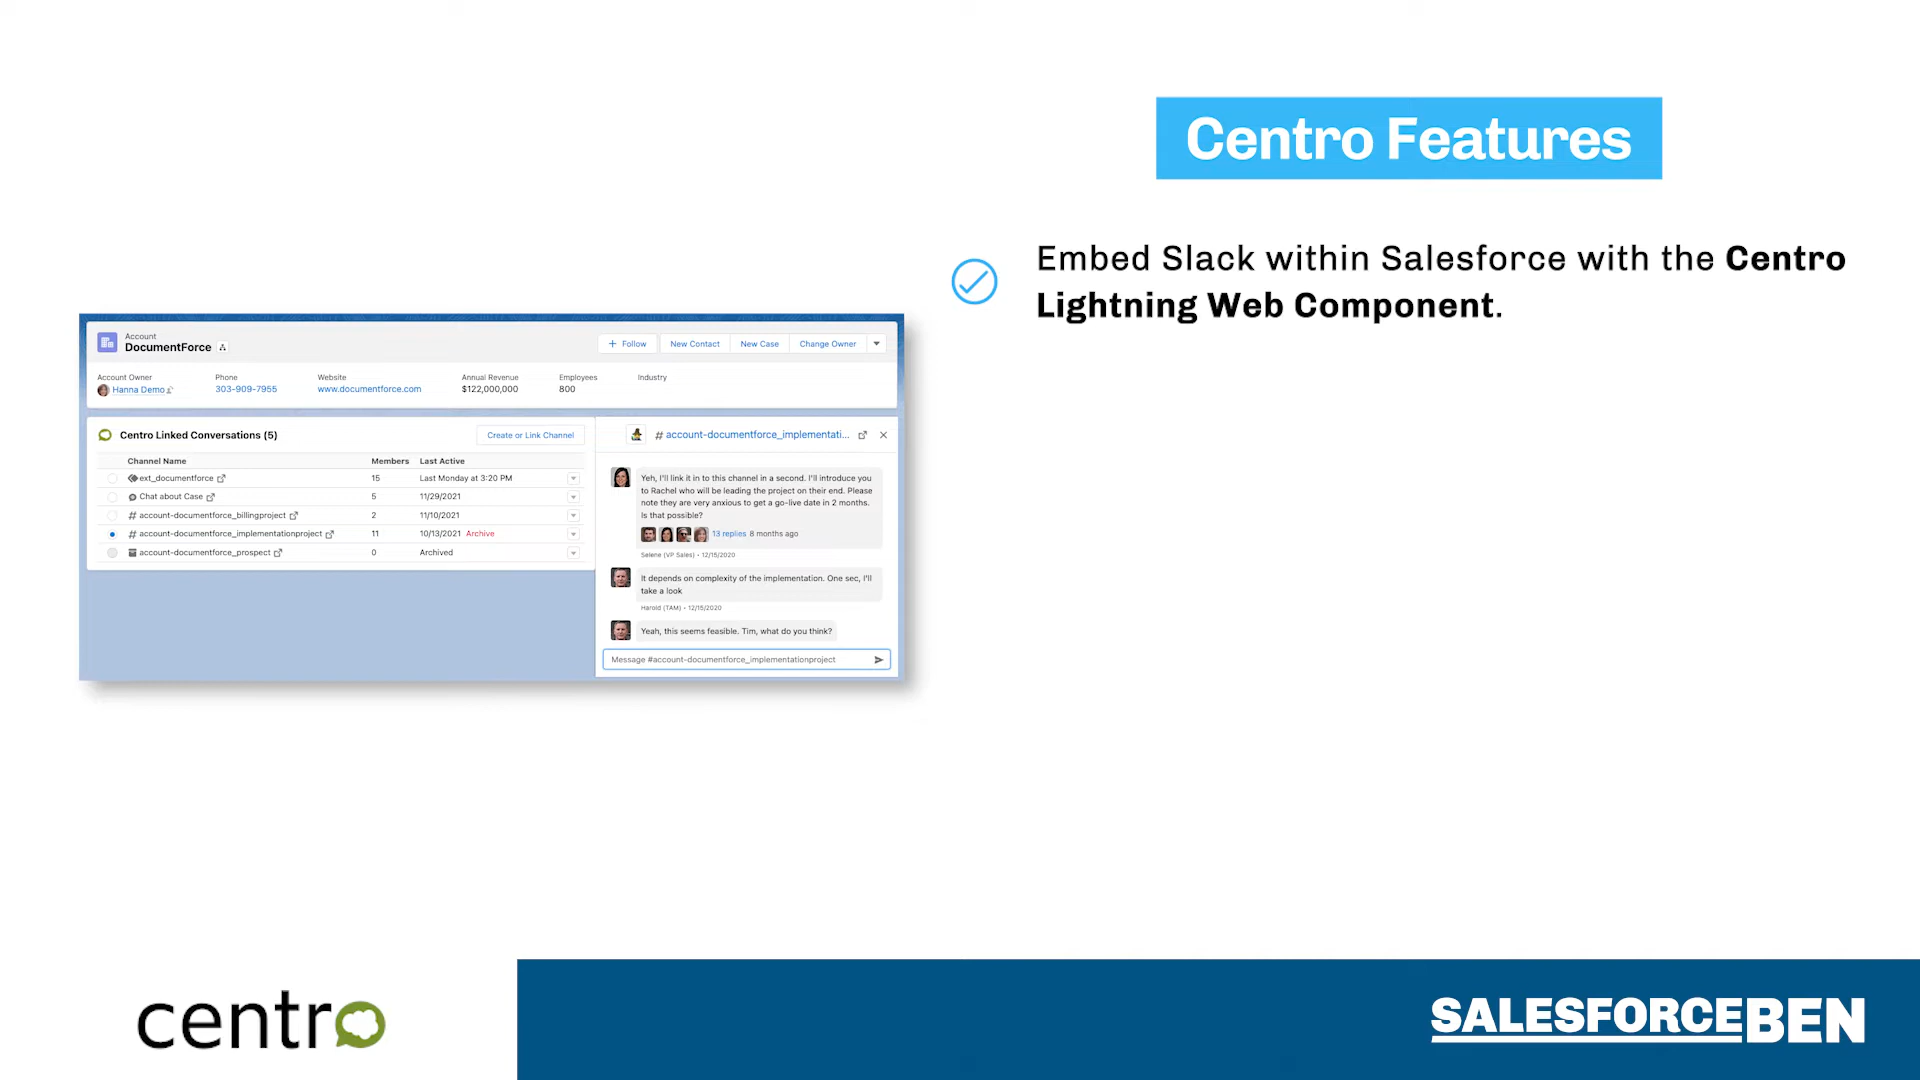 Centro Features
Embed Slack within Salesforce with the Centro
Lightning Web Component.
Account
DocumentForce
Follow
New Contact
New Case
Change Owner
Account Owner
Hanna Demo
Phone
303-909-7955
Website
www.documentforce.com
Annual Revenue
$122,000,000
Employees
800
Industry
Centro Linked Conversations (5)
Create or Link Channel
Channel Name Members Last Active
ext_documentforce 15 Last Monday at 3:20 PM
Chat about Case 5 11/29/2021
# account-documentforce_billingproject 2 11/10/2021
# account-documentforce_implementationproject 11 10/13/2021 Archive
account-documentforce_prospect 0 Archived
# account-documentforce_implementati...
Yeh, I'll link it in to this channel in a second. I'll introduce you
to Rachel who will be leading the project on their end. Please
note they are very anxious to get a go-live date in 2 months.
Is that possible?
13 replies 8 months ago
Selene (VP Sales) • 12/15/2020
It depends on complexity of the implementation. One sec, I'll
take a look
Harold (TAM) • 12/15/2020
Yeah, this seems feasible. Tim, what do you think?
Message #account-documentforce_implementationproject
centro
SALESFORCEBEN